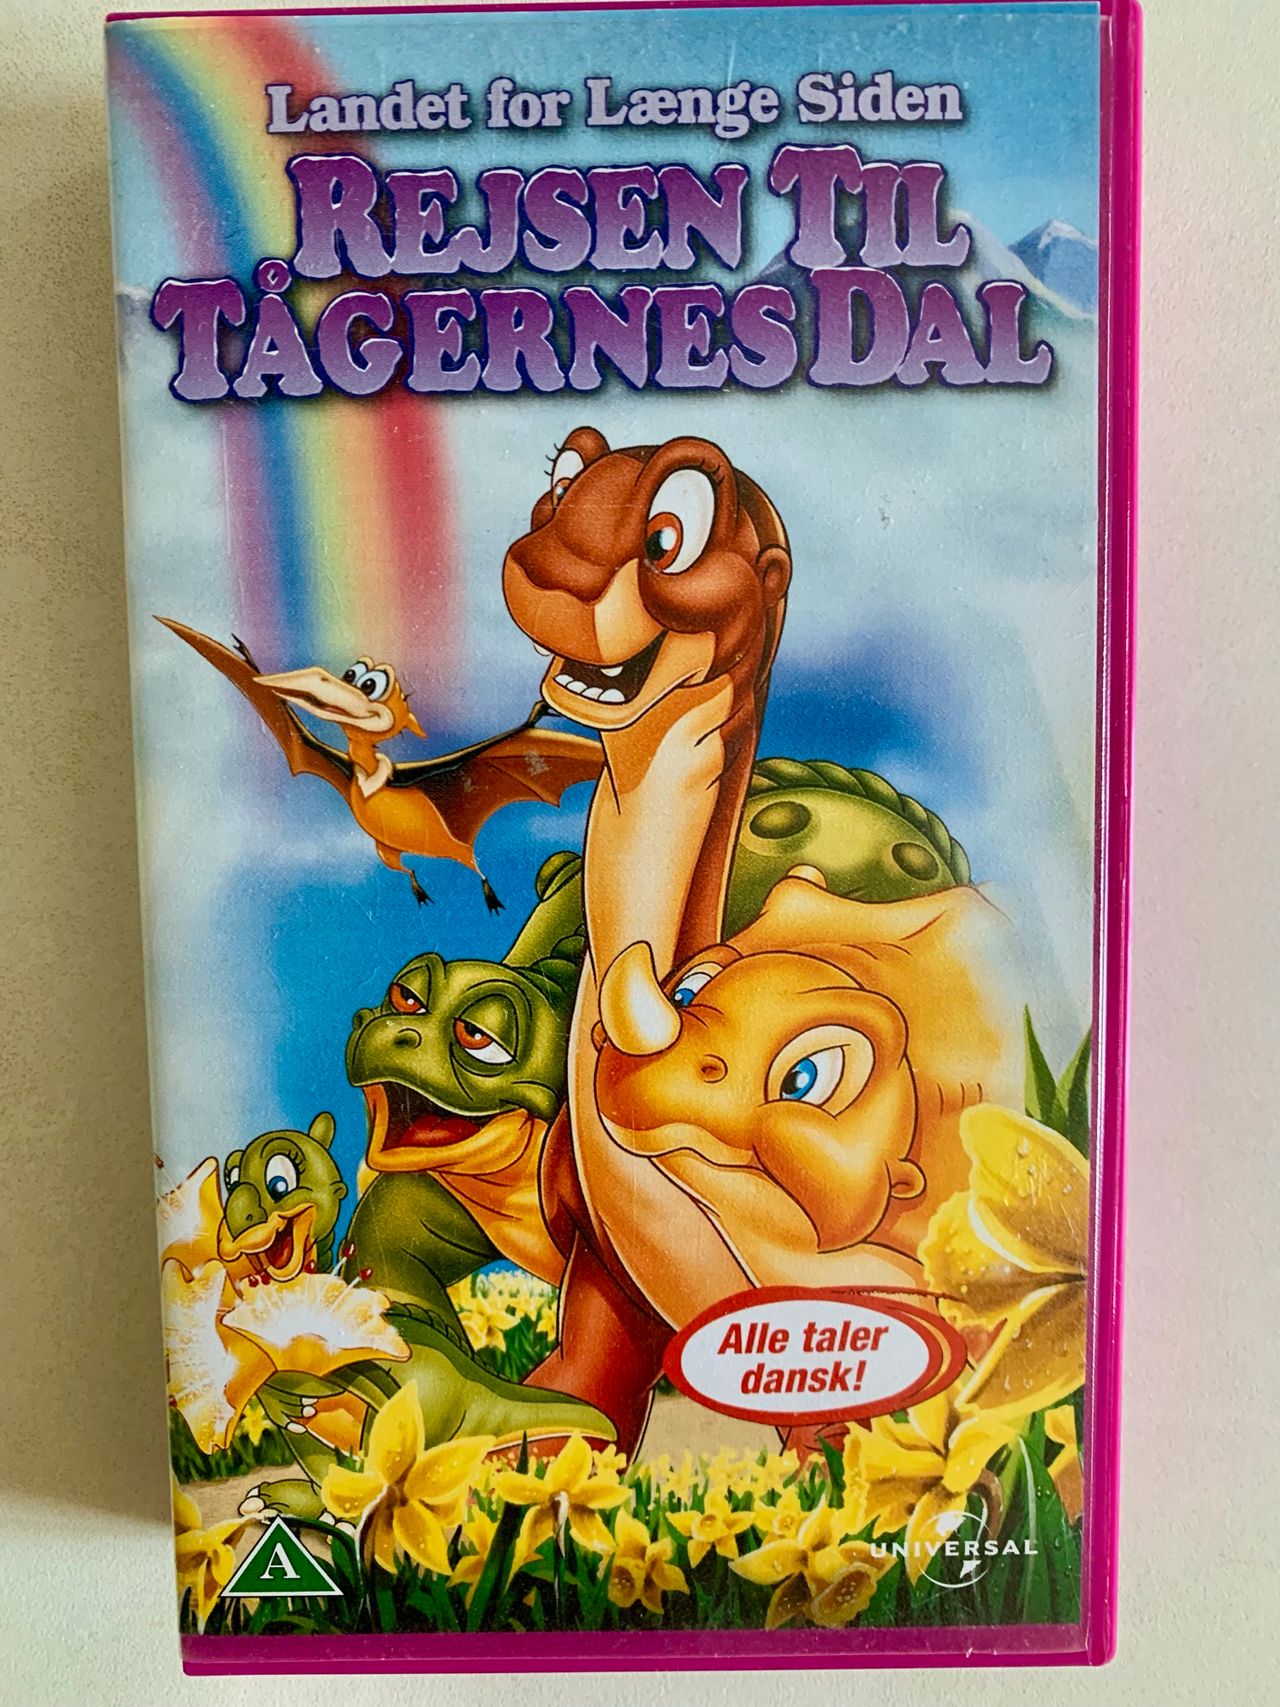 Landet for Længe Siden
REJSEN TIL
TÅGERNES DAL
Alle taler
dansk!
A
UNIVERSAL